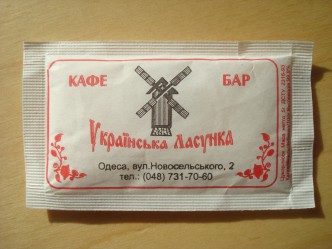 КАФЕ БАР
Українська Ласунка
Одеса, вул.Новосельського, 2
тел.: (048) 731-70-60